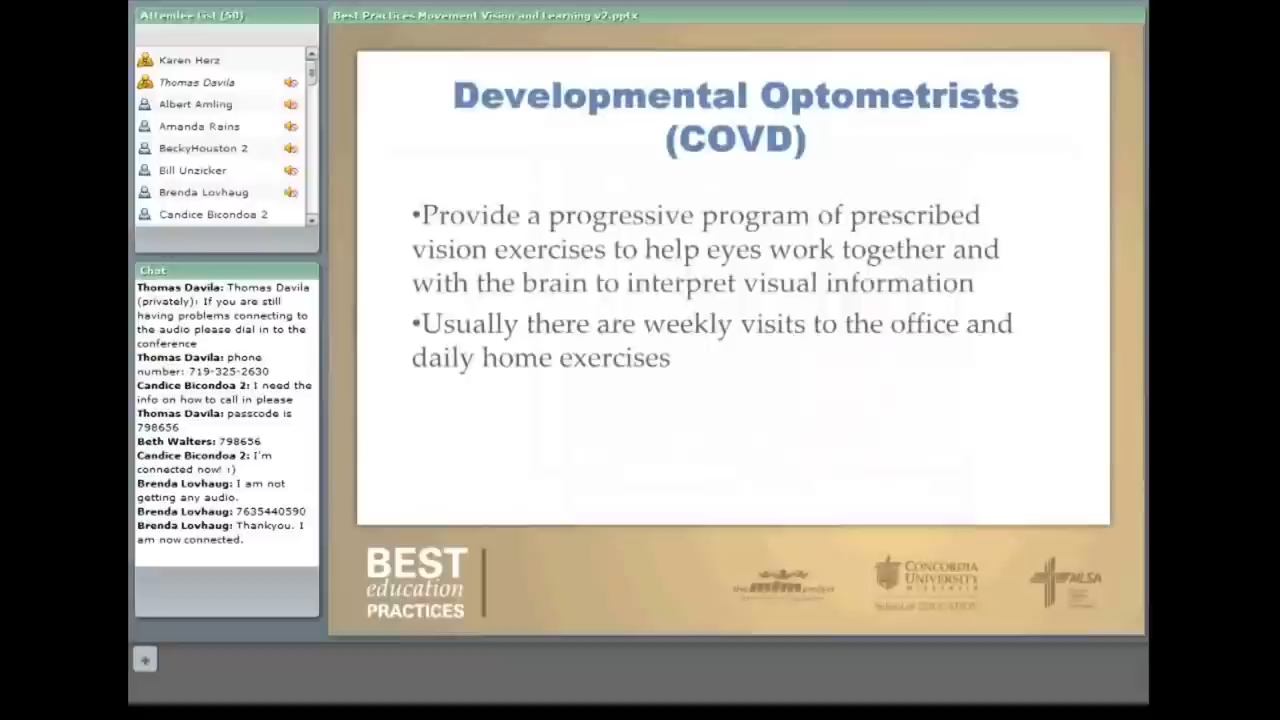 Attendee List (50)
Karen Herz
Thomas Davila
Albert Amling
Amanda Rains
BeckyHouston 2
Bill Unzicker
Brenda Lovhaug
Candice Bicondoa 2
Chat
Thomas Davila: Thomas Davila
(privately): If you are still
having problems connecting to
the audio please dial in to the
conference
Thomas Davila: phone
number: 719-325-2630
Candice Bicondoa 2: I need the
info on how to call in please
Thomas Davila: passcode is
798656
Beth Walters: 798656
Candice Bicondoa 2: I'm
connected now! :)
Brenda Lovhaug: I am not
getting any audio.
Brenda Lovhaug: 7635440590
Brenda Lovhaug: Thankyou. I
am now connected.
Best Practices Movement Vision and Learning v2.pptx
Developmental Optometrists
(COVD)
•Provide a progressive program of prescribed
vision exercises to help eyes work together and
with the brain to interpret visual information
•Usually there are weekly visits to the office and
daily home exercises
BEST
education
PRACTICES
the mfm project
CONCORDIA
UNIVERSITY
School of EDUCATION
MLSA